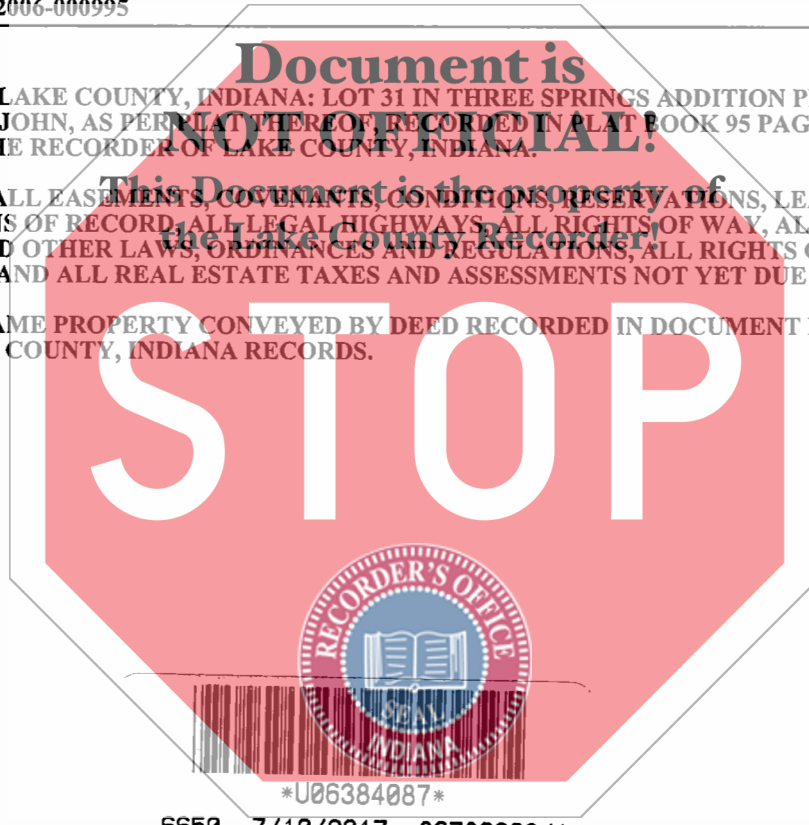 2006-000995
Document is
LAKE COUNTY, INDIANA: LOT 31 IN THREE SPRINGS ADDITION
JOHN, AS PER PLAT THEREOF, RECORDED IN PLAT BOOK 95
NOT OFFICIAL!
RECORDER OF LAKE COUNTY, INDIANA.
This Document is the property of
ALL EASEMENTS, COVENANTS, CONDITIONS, RESERVATIONS,
OF RECORD, ALL LEGAL HIGHWAYS, ALL RIGHTS OF WAY,
the Lake County Recorder!
OTHER LAWS, ORDINANCES AND REGULATIONS, ALL RIGHTS
AND ALL REAL ESTATE TAXES AND ASSESSMENTS NOT YET DUE
PROPERTY CONVEYED BY DEED RECORDED IN DOCUMENT
COUNTY, INDIANA RECORDS.
STOP
RECORDER'S OFFICE
SEAL
INDIANA
*U06384087*